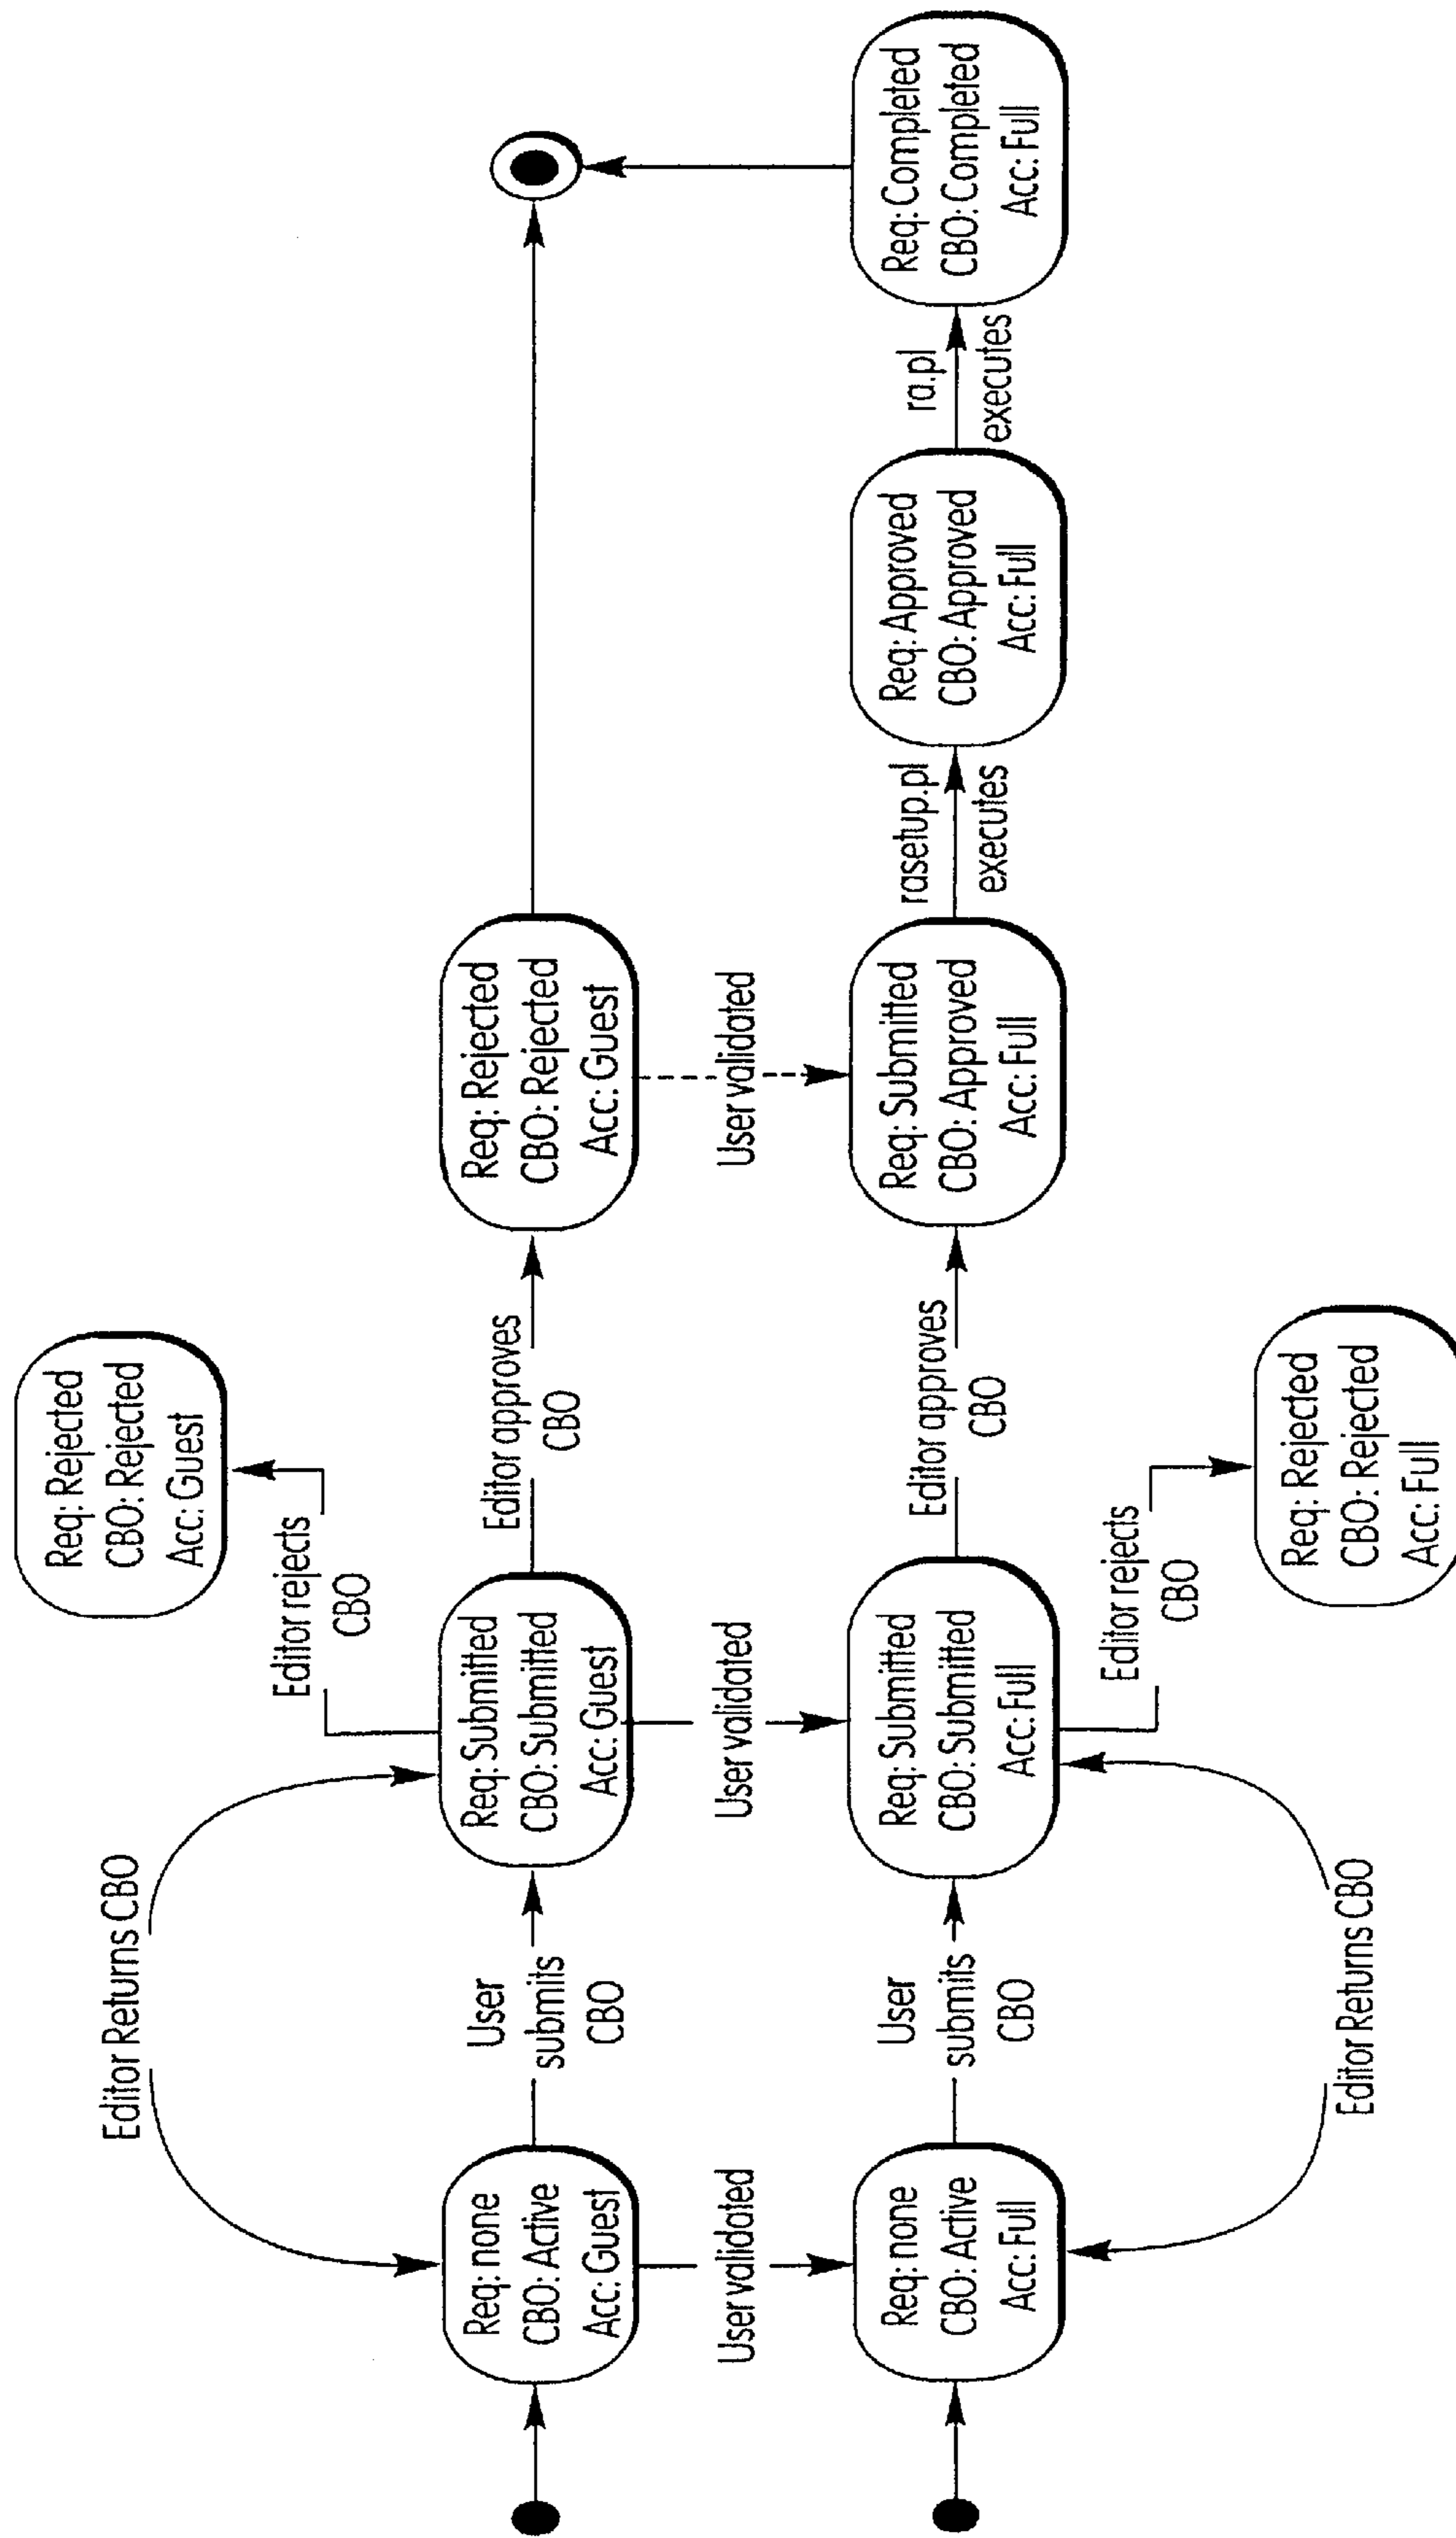 Editor Returns CBO
Editor rejects
CBO
Req: Rejected
CBO: Rejected
Acc: Guest
Req: none
CBO: Active
Acc: Guest
User
submits
CBO
Req: Submitted
CBO: Submitted
Acc: Guest
Editor approves
CBO
Req: Rejected
CBO: Rejected
Acc: Guest
User validated
User validated
User validated
Req: none
CBO: Active
Acc: Full
User
submits
CBO
Req: Submitted
CBO: Submitted
Acc: Full
Editor approves
CBO
Req: Submitted
CBO: Approved
Acc: Full
rasetup.pl
executes
Req: Approved
CBO: Approved
Acc: Full
ra.pl
executes
Req: Completed
CBO: Completed
Acc: Full
Editor Returns CBO
Editor rejects
CBO
Req: Rejected
CBO: Rejected
Acc: Full